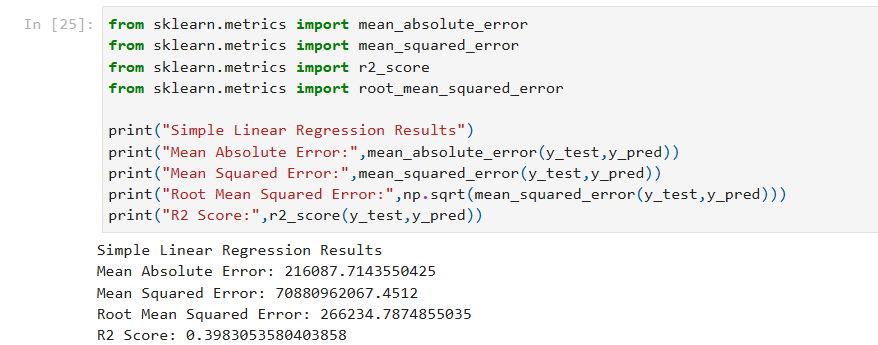 In [25]:
from sklearn.metrics import mean_absolute_error
from sklearn.metrics import mean_squared_error
from sklearn.metrics import r2_score
from sklearn.metrics import root_mean_squared_error
print("Simple Linear Regression Results")
print("Mean Absolute Error:",mean_absolute_error(y_test,y_pred))
print("Mean Squared Error:",mean_squared_error(y_test,y_pred))
print("Root Mean Squared Error:",np.sqrt(mean_squared_error(y_test,y_pred)))
print("R2 Score:",r2_score(y_test,y_pred))
Simple Linear Regression Results
Mean Absolute Error: 216087.7143550425
Mean Squared Error: 70880962067.4512
Root Mean Squared Error: 266234.7874855035
R2 Score: 0.3983053580403858